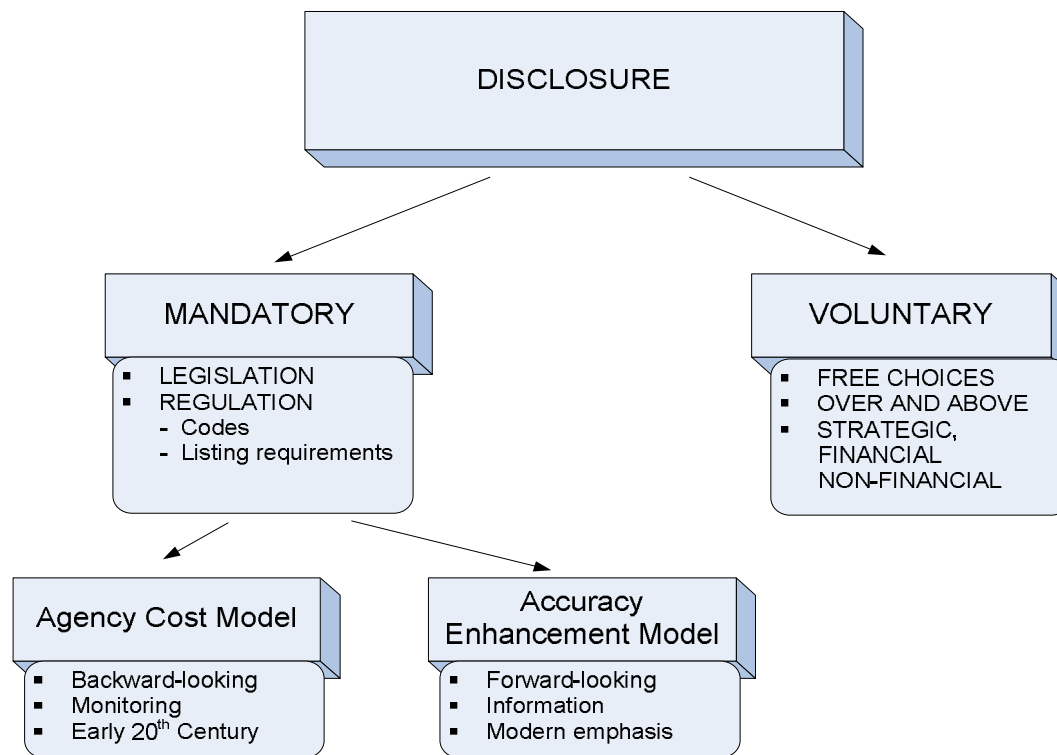 DISCLOSURE
MANDATORY
▪ LEGISLATION
▪ REGULATION
- Codes
- Listing requirements
VOLUNTARY
▪ FREE CHOICES
▪ OVER AND ABOVE
▪ STRATEGIC,
FINANCIAL
NON-FINANCIAL
Agency Cost Model
▪ Backward-looking
▪ Monitoring
▪ Early 20th Century
Accuracy
Enhancement Model
▪ Forward-looking
▪ Information
▪ Modern emphasis